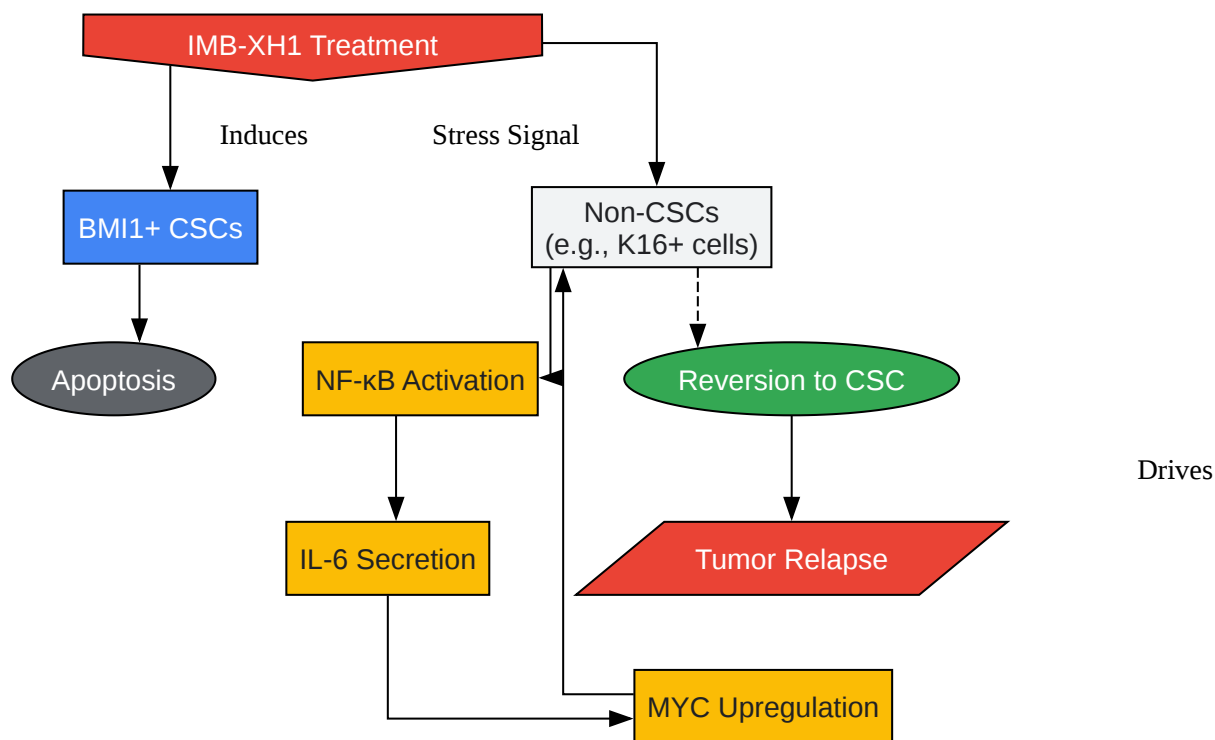 IMB-XH1 Treatment
Induces
Stress Signal
BMI1+ CSCs
Non-CSCs
(e.g., K16+ cells)
Apoptosis
NF-κB Activation
Reversion to CSC
Drives
IL-6 Secretion
Tumor Relapse
MYC Upregulation